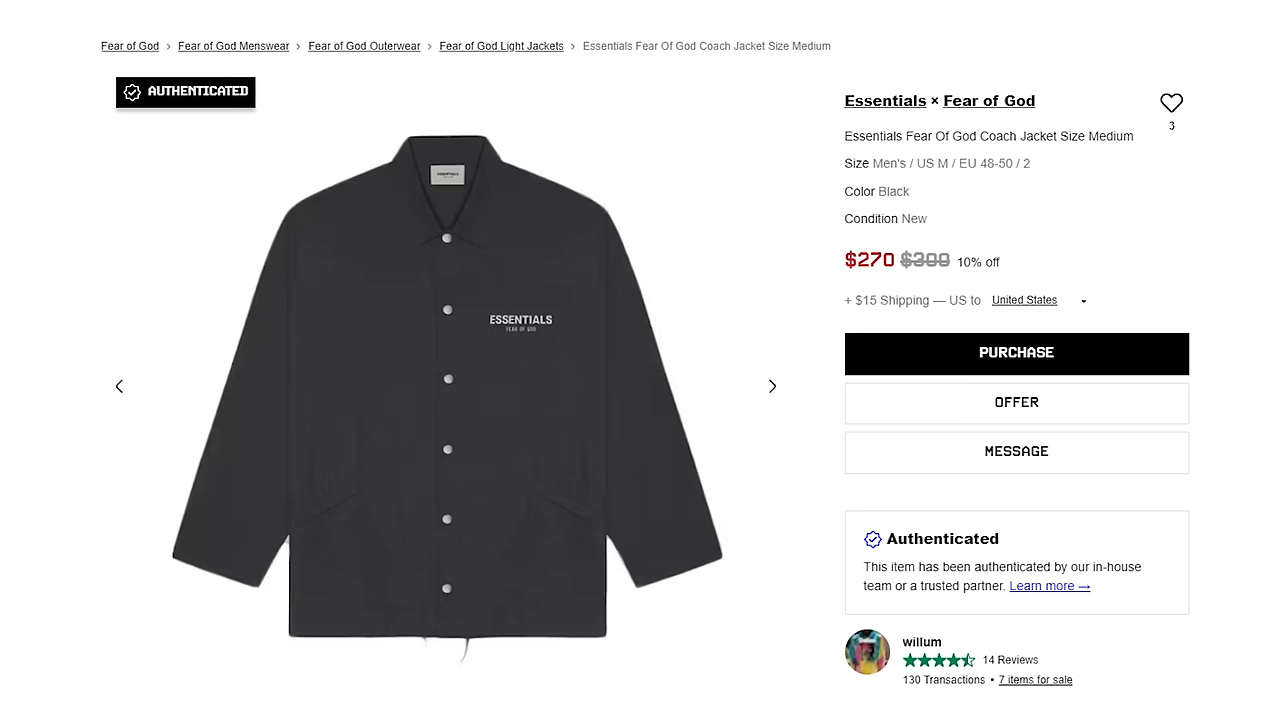 Fear of God › Fear of God Menswear › Fear of God Outerwear › Fear of God Light Jackets › Essentials Fear Of God Coach Jacket Size Medium
AUTHENTICATED
ESSENTIALS
ESSENTIALS
FEAR OF GOD
Essentials × Fear of God
3
Essentials Fear Of God Coach Jacket Size Medium
Size Men's / US M / EU 48-50 / 2
Color Black
Condition New
$270 $300 10% off
+ $15 Shipping — US to United States
PURCHASE
OFFER
MESSAGE
Authenticated
This item has been authenticated by our in-house
team or a trusted partner. Learn more →
willum
14 Reviews
130 Transactions • 7 items for sale